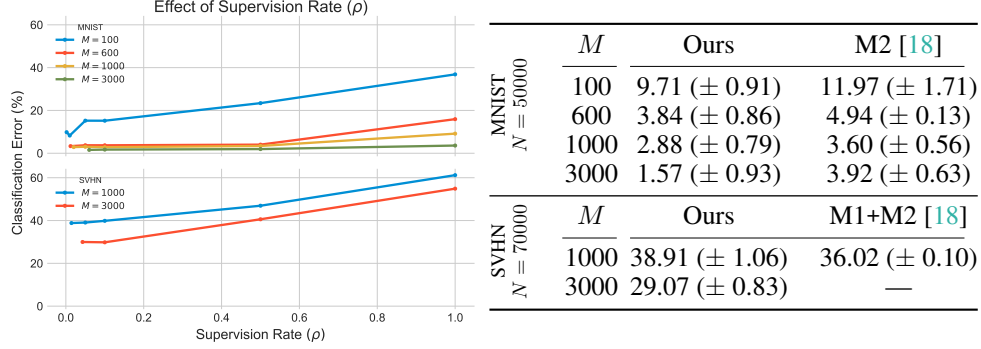 Effect of Supervision Rate (ρ)
Classification Error (%)
60
40
20
0
MNIST
M = 100
M = 600
M = 1000
M = 3000
60
40
20
0
SVHN
M = 1000
M = 3000
0.0 0.2 0.4 0.6 0.8 1.0
Supervision Rate (ρ)
MNIST
N = 50000
M Ours M2 [18]
100 9.71 (± 0.91) 11.97 (± 1.71)
600 3.84 (± 0.86) 4.94 (± 0.13)
1000 2.88 (± 0.79) 3.60 (± 0.56)
3000 1.57 (± 0.93) 3.92 (± 0.63)
SVHN
N = 70000
M Ours M1+M2 [18]
1000 38.91 (± 1.06) 36.02 (± 0.10)
3000 29.07 (± 0.83) —